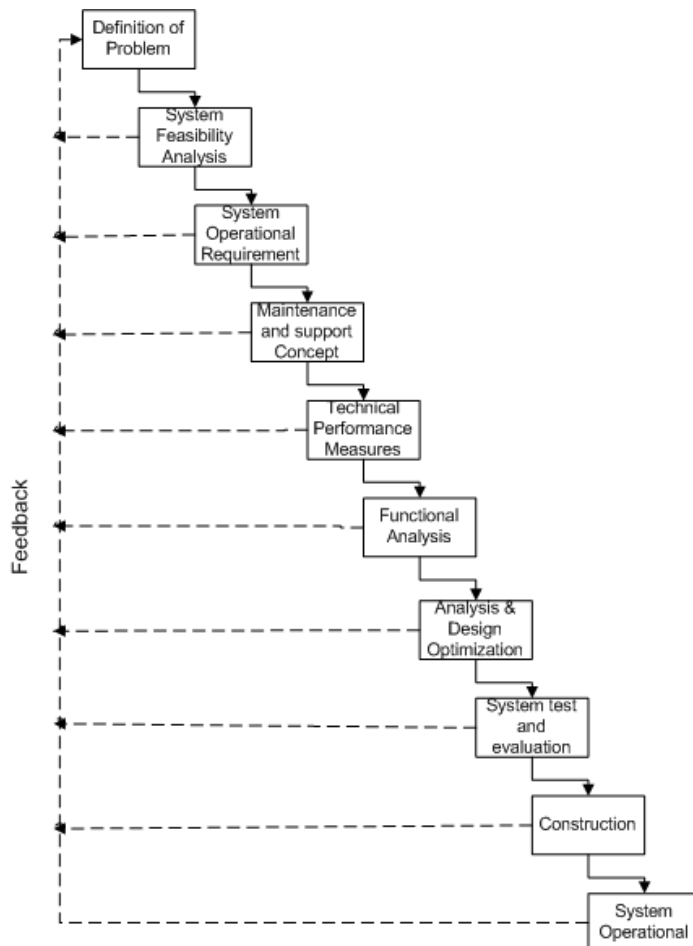 Definition of
Problem
System
Feasibility
Analysis
System
Operational
Requirement
Maintenance
and support
Concept
Technical
Performance
Measures
Functional
Analysis
Analysis &
Design
Optimization
System test
and
evaluation
Construction
System
Operational
Feedback